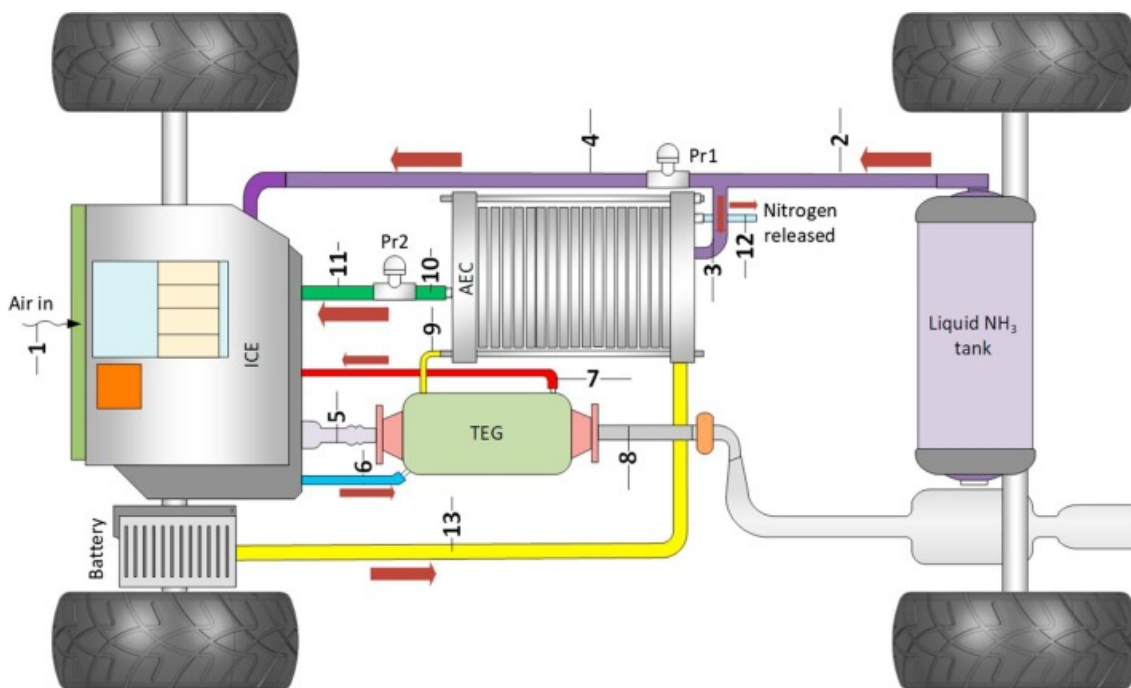 4
2
Pr1
Nitrogen
released
12
3
Pr2
11
10
AEC
Air in
1
ICE
9
Liquid NH₃
tank
7
5
TEG
6
8
13
Battery